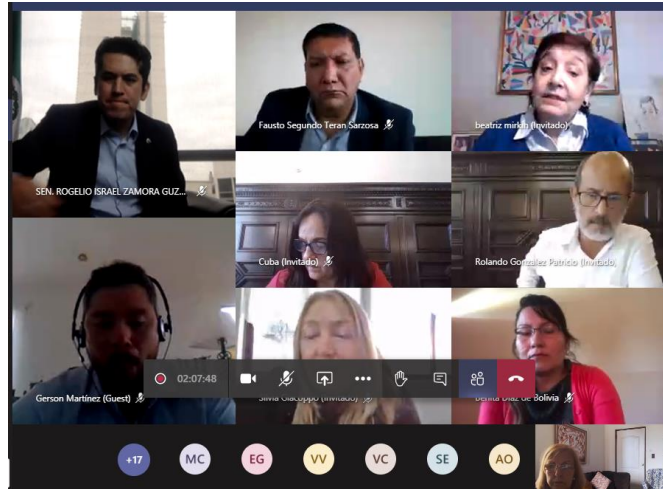 Fausto Segundo Teran Sarzosa
beatriz mirkin (Invitado)
SEN. ROGELIO ISRAEL ZAMORA GUZ...
Cuba (Invitado)
Rolando González Patricio (Invitado,
02:07:48
Gerson Martínez (Guest)
Silvia Giacoppo (Invitado)
Benita Díaz de Bolivia
+17
MC
EG
VV
VC
SE
AO